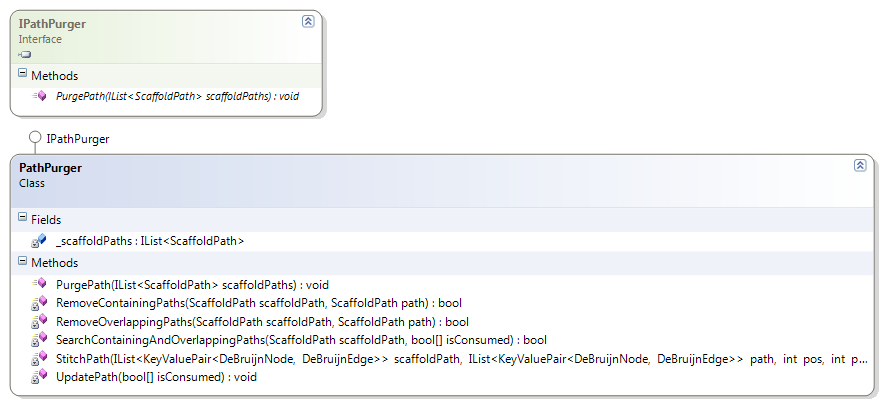 IPathPurger
Interface
Methods
PurgePath(IList<ScaffoldPath> scaffoldPaths) : void
IPathPurger
PathPurger
Class
Fields
_scaffoldPaths : IList<ScaffoldPath>
Methods
PurgePath(IList<ScaffoldPath> scaffoldPaths) : void
RemoveContainingPaths(ScaffoldPath scaffoldPath, ScaffoldPath path) : bool
RemoveOverlappingPaths(ScaffoldPath scaffoldPath, ScaffoldPath path) : bool
SearchContainingAndOverlappingPaths(ScaffoldPath scaffoldPath, bool[] isConsumed) : bool
StitchPath(IList<KeyValuePair<DeBruijnNode, DeBruijnEdge>> scaffoldPath, IList<KeyValuePair<DeBruijnNode, DeBruijnEdge>> path, int pos, int p...
UpdatePath(bool[] isConsumed) : void